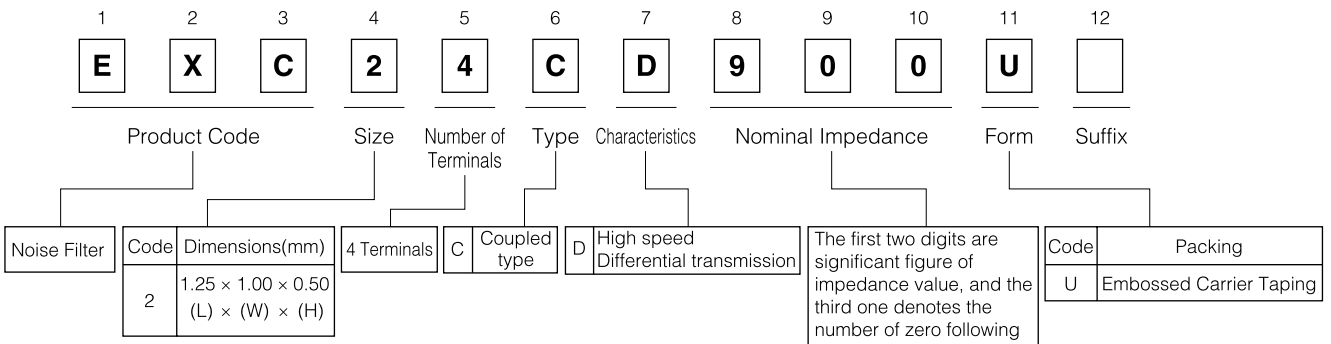 1 2 3 4 5 6 7 8 9 10 11 12
E X C 2 4 C D 9 0 0 U
Product Code Size Number of Terminals Type Characteristics Nominal Impedance Form Suffix
Noise Filter
Code Dimensions(mm)
2 1.25 × 1.00 × 0.50
(L) × (W) × (H)
4 Terminals
C Coupled
type
D High speed
Differential transmission
The first two digits are
significant figure of
impedance value, and the
third one denotes the
number of zero following
Code Packing
U Embossed Carrier Taping